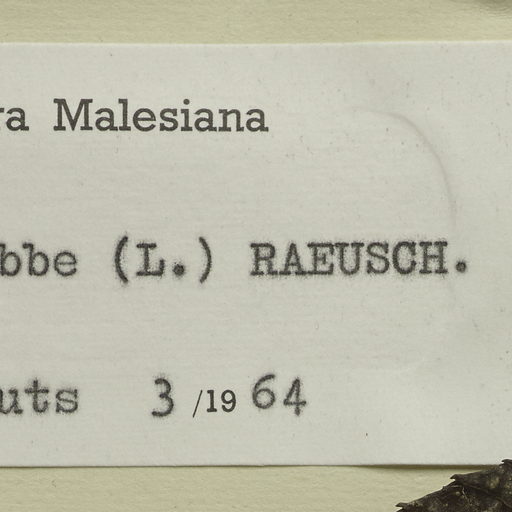 ra Malesiana
bbe (L.) RAEUSCH.
uts 3 /19 64